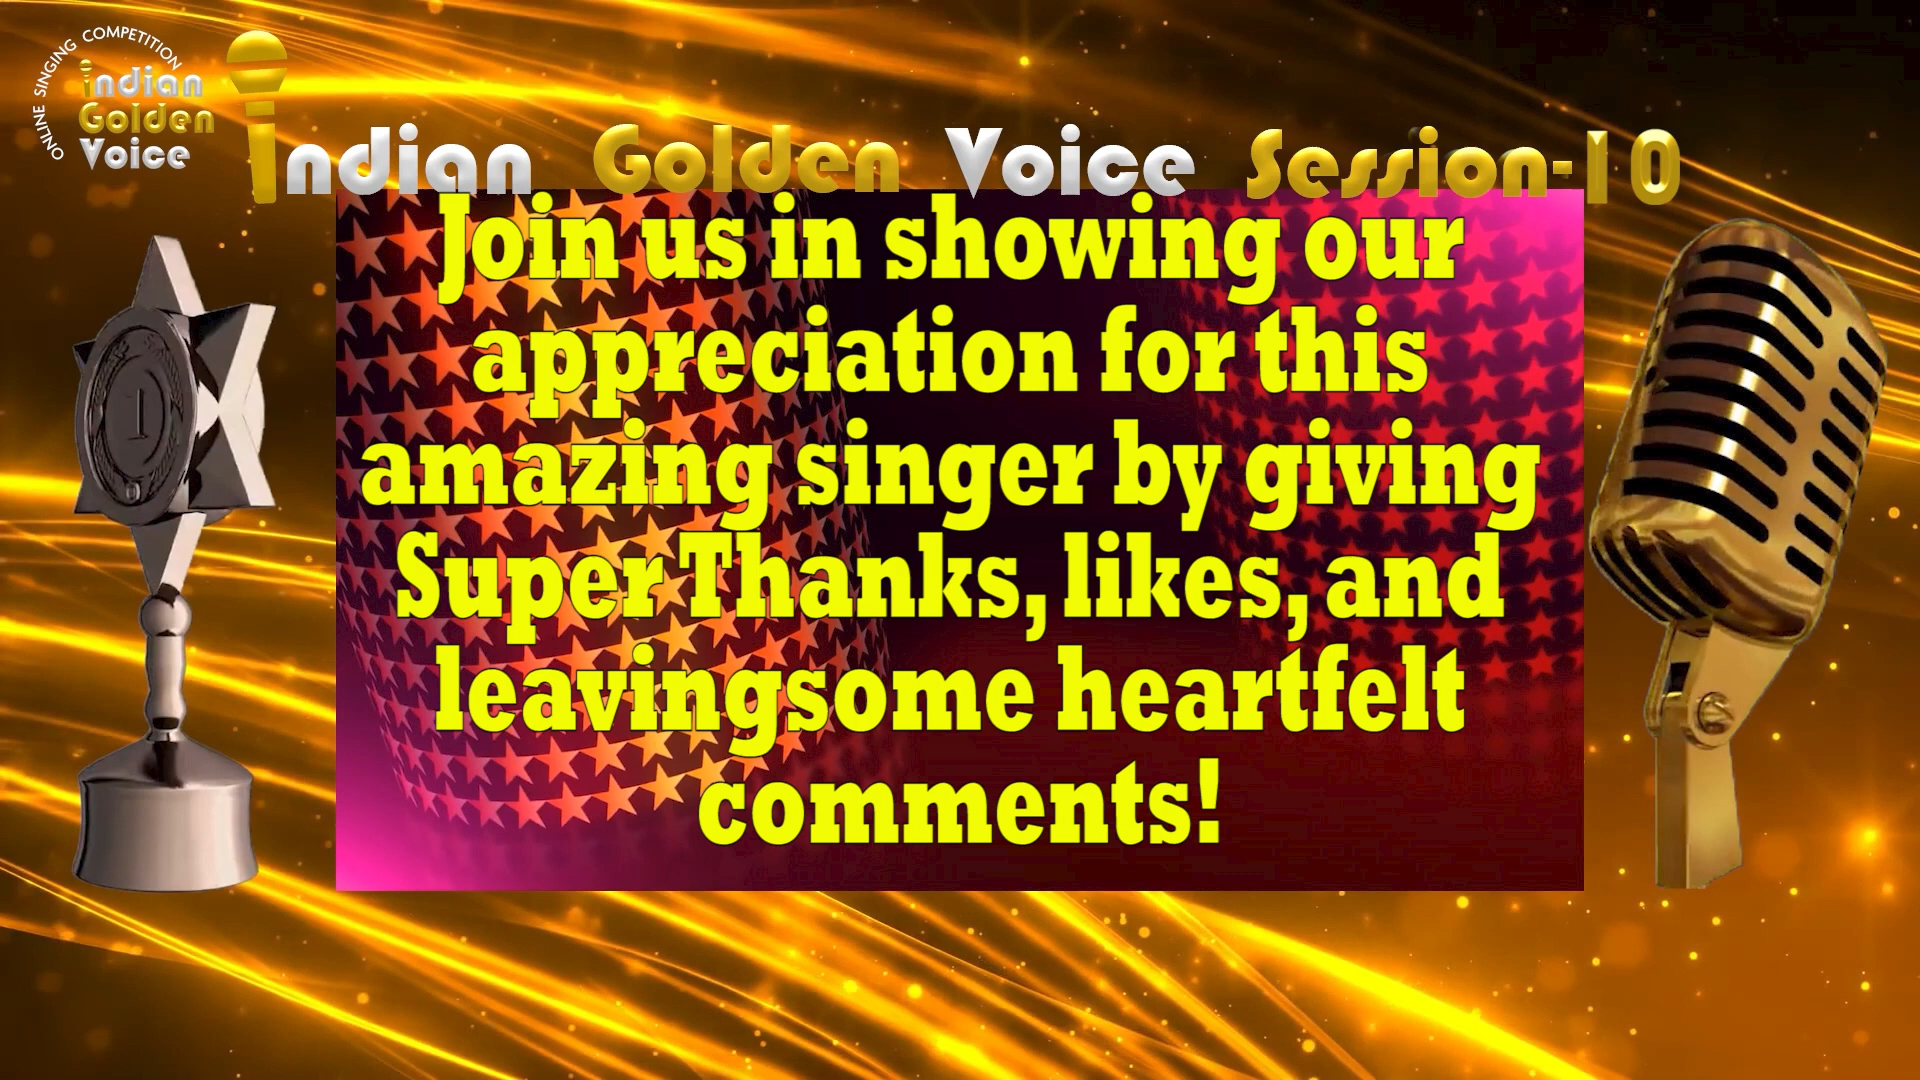 ONLINE SINGING COMPETITION
indian
Golden
Voice
indian Golden Voice Session-10
Join us in showing our
appreciation for this
amazing singer by giving
Super Thanks, likes, and
leavingsome heartfelt
comments!
1